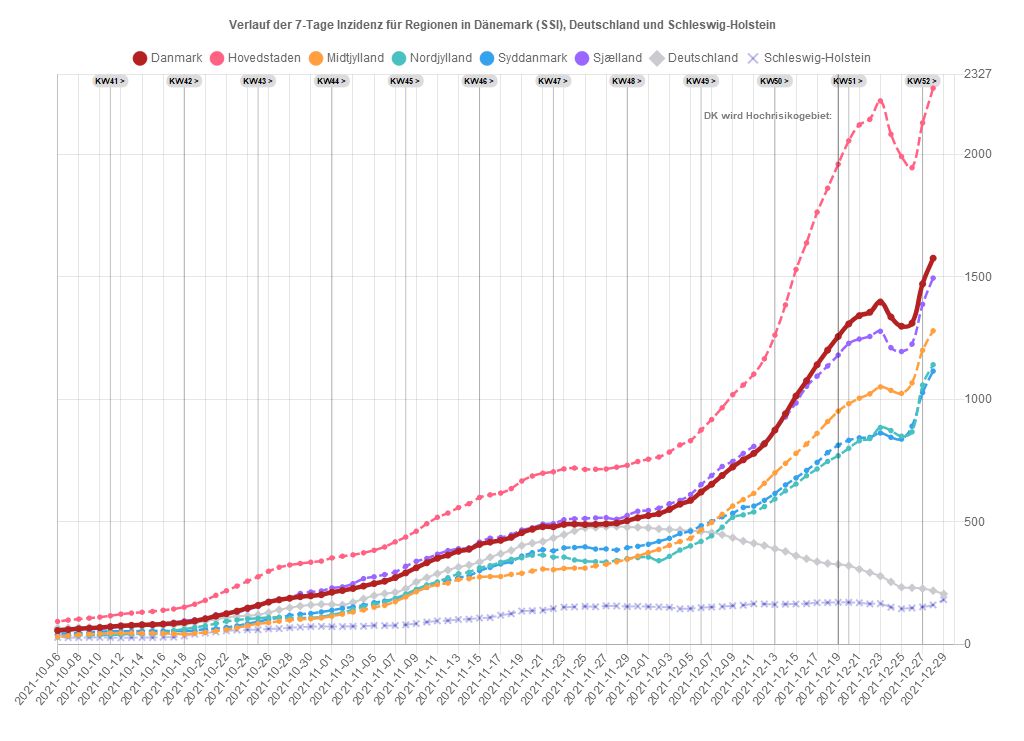 Verlauf der 7-Tage Inzidenz für Regionen in Dänemark (SSI), Deutschland und Schleswig-Holstein
Danmark Hovedstaden Midtjylland Nordjylland Syddanmark Sjælland Deutschland Schleswig-Holstein
KW41 > KW42 > KW43 > KW44 > KW45 > KW46 > KW47 > KW48 > KW49 > KW50 > KW51 > KW52 >
2327
DK wird Hochrisikogebiet:
2000
1500
1000
500
0
2021-10-06 2021-10-08 2021-10-10 2021-10-12 2021-10-14 2021-10-16 2021-10-18 2021-10-20 2021-10-22 2021-10-24 2021-10-26 2021-10-28 2021-10-30 2021-11-01 2021-11-03 2021-11-05 2021-11-07 2021-11-09 2021-11-11 2021-11-13 2021-11-15 2021-11-17 2021-11-19 2021-11-21 2021-11-23 2021-11-25 2021-11-27 2021-11-29 2021-12-01 2021-12-03 2021-12-05 2021-12-07 2021-12-09 2021-12-11 2021-12-13 2021-12-15 2021-12-17 2021-12-19 2021-12-21 2021-12-23 2021-12-25 2021-12-27 2021-12-29